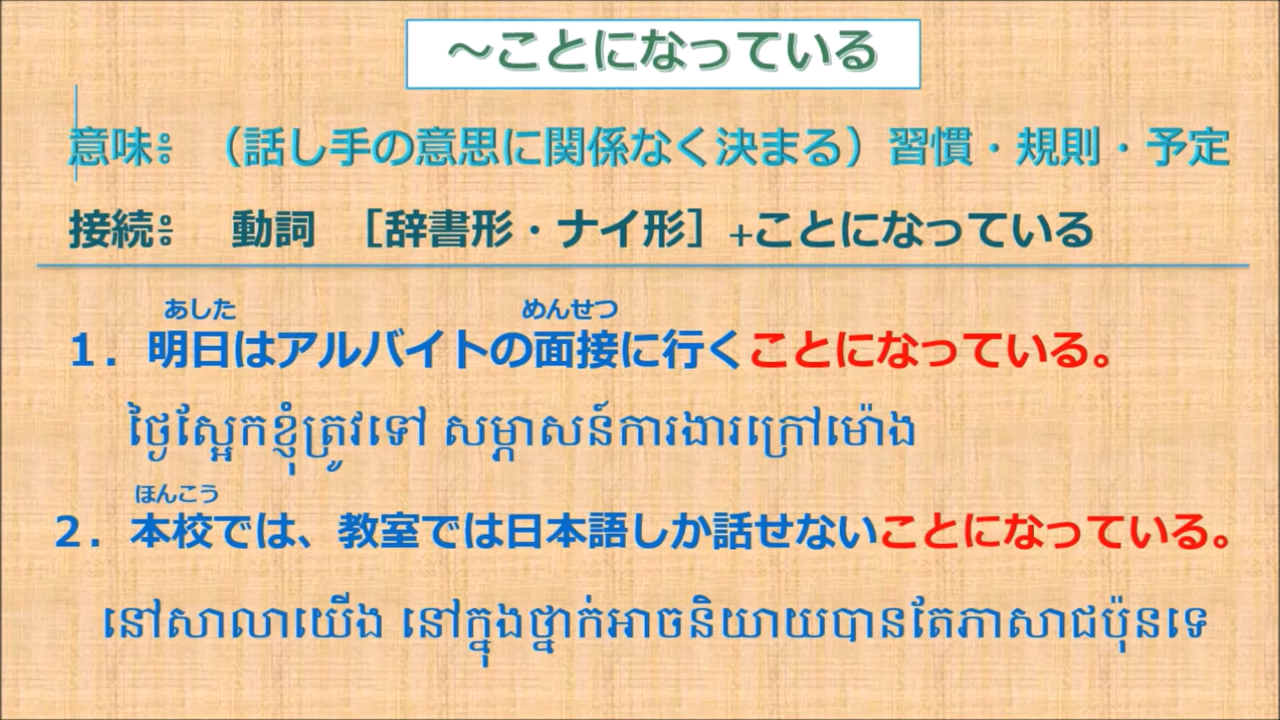 ～ことになっている
意味：（話し手の意思に関係なく決まる）習慣・規則・予定
接続：　動詞　［辞書形・ナイ形］+ことになっている
あした　めんせつ
１．明日はアルバイトの面接に行くことになっている。
ថ្ងៃស្អែកខ្ញុំត្រូវទៅ សម្ភាសន៍ការងារក្រៅម៉ោង
ほんこう
２．本校では、教室では日本語しか話せないことになっている。
នៅសាលាយើង នៅក្នុងថ្នាក់អាចនិយាយបានតែភាសាជប៉ុនទេ